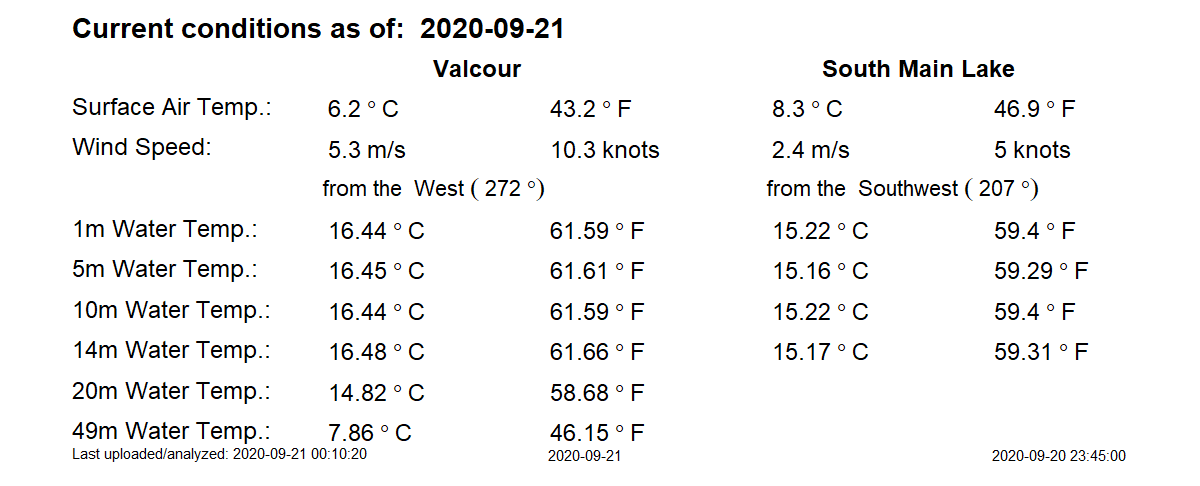 Current conditions as of: 2020-09-21
Valcour South Main Lake
Surface Air Temp.: 6.2 ° C 43.2 ° F 8.3 ° C 46.9 ° F
Wind Speed: 5.3 m/s 10.3 knots 2.4 m/s 5 knots
from the West ( 272 °) from the Southwest ( 207 °)
1m Water Temp.: 16.44 ° C 61.59 ° F 15.22 ° C 59.4 ° F
5m Water Temp.: 16.45 ° C 61.61 ° F 15.16 ° C 59.29 ° F
10m Water Temp.: 16.44 ° C 61.59 ° F 15.22 ° C 59.4 ° F
14m Water Temp.: 16.48 ° C 61.66 ° F 15.17 ° C 59.31 ° F
20m Water Temp.: 14.82 ° C 58.68 ° F
49m Water Temp.: 7.86 ° C 46.15 ° F
Last uploaded/analyzed: 2020-09-21 00:10:20 2020-09-21 2020-09-20 23:45:00